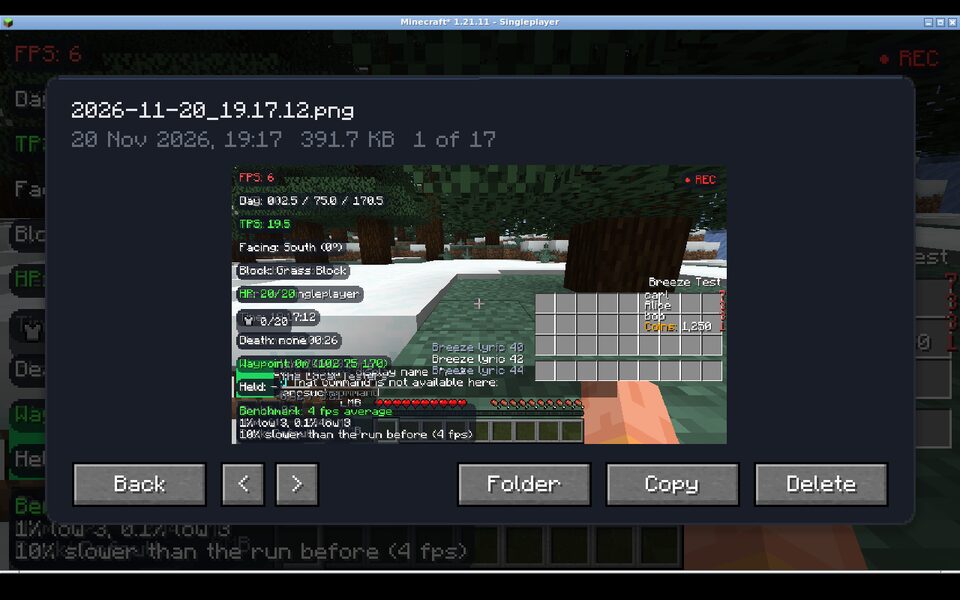 Minecraft* 1.21.11 - Singleplayer
FPS: 6
REC
2026-11-20_19.17.12.png
20 Nov 2026, 19:17 391.7 KB 1 of 17
FPS: 6
REC
Day: 002.5 / 75.0 / 170.5
TPS: 19.5
Facing: South (0°)
Block: Grass Block
HP: 20/20
ngleplayer
0/20
7:12
Death: none 00:26
Waypoint: 0m (102 75 170)
Held: -
That command is not available here:
Breeze Test
carl
Alice
bob
Coins: 1,250
Breeze lyric 40
Breeze lyric 42
Breeze lyric 44
Benchmark: 4 fps average
1% low 3, 0.1% low 3
10% slower than the run before (4 fps)
Back
<
>
Folder
Copy
Delete
1% low 3, 0.1% low 3
10% slower than the run before (4 fps)